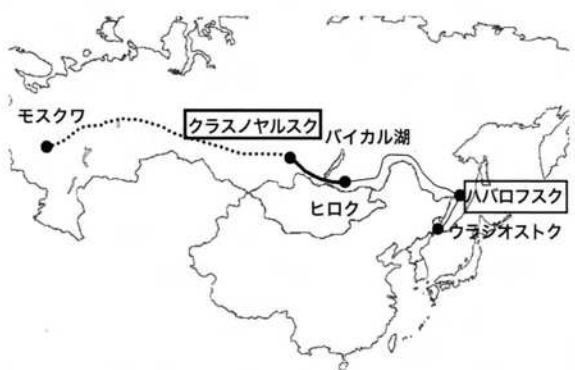 モスクワ
クラスノヤルスク
バイカル湖
ヒロク
ハバロフスク
ウラジオストク